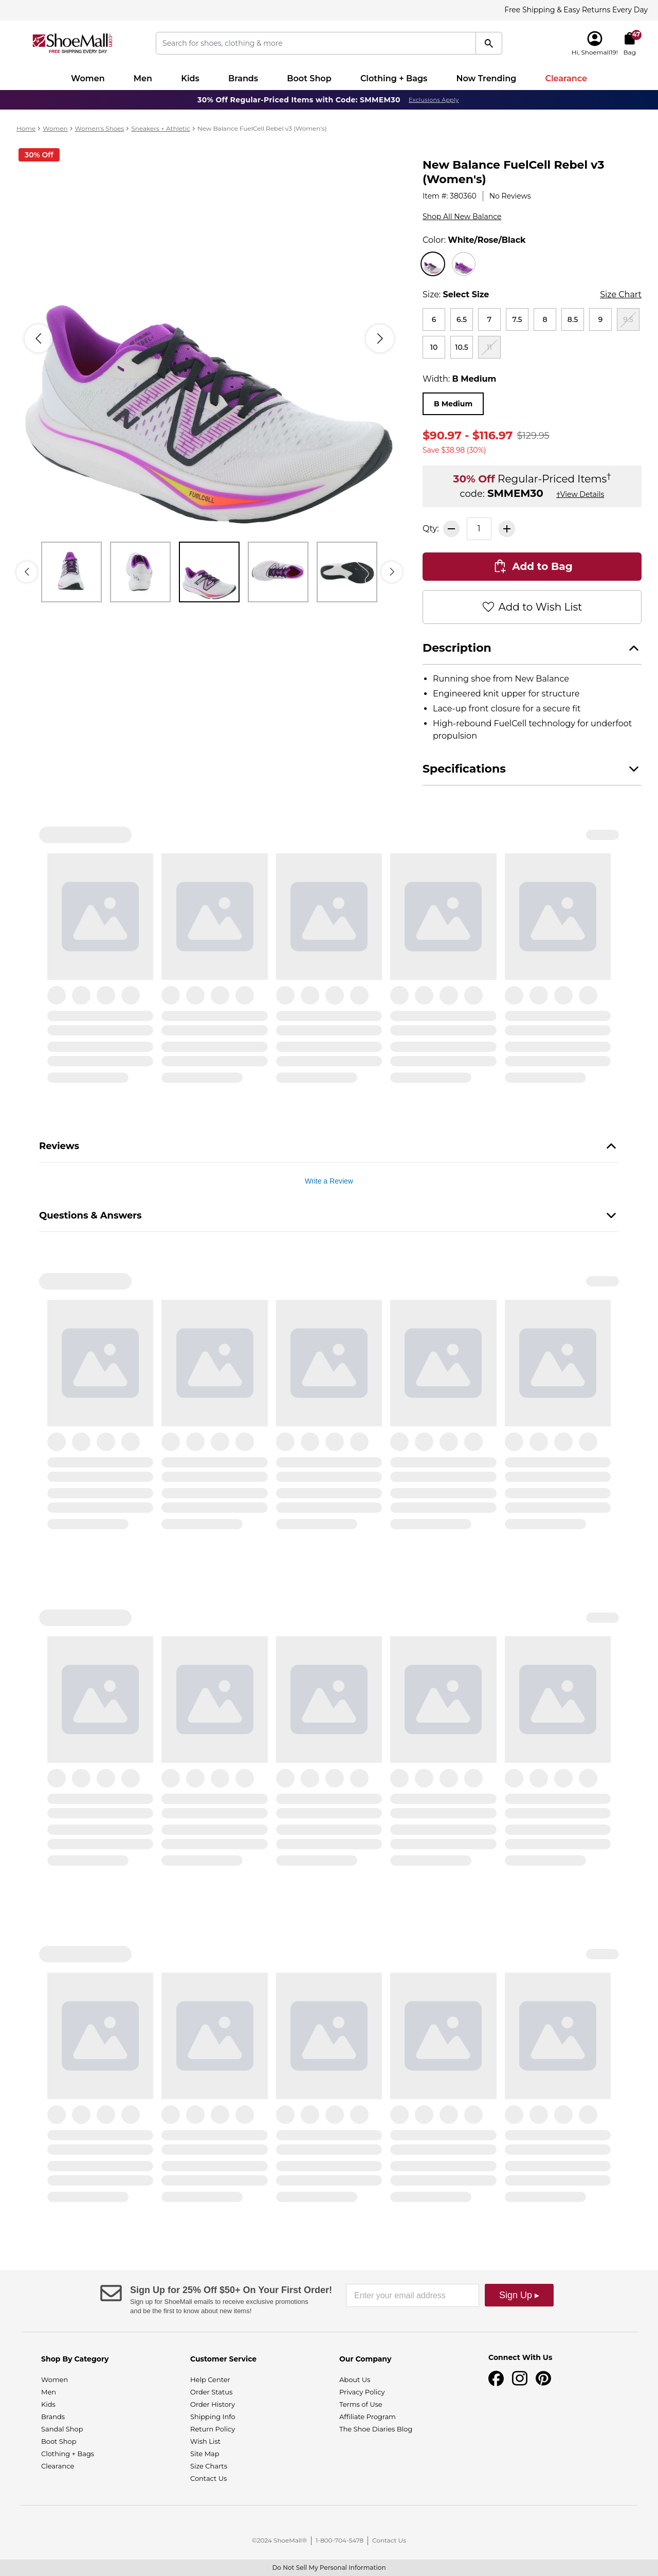 Free Shipping & Easy Returns Every Day
ShoeMall.com
FREE SHIPPING EVERY DAY
Search for shoes, clothing & more
47
Hi, Shoemall19!
Bag
Women
Men
Kids
Brands
Boot Shop
Clothing + Bags
Now Trending
Clearance
30% Off Regular-Priced Items with Code: SMMEM30 Exclusions Apply
Home > Women > Women's Shoes > Sneakers + Athletic > New Balance FuelCell Rebel v3 (Women's)
30% Off
FUELCELL
New Balance FuelCell Rebel v3
(Women's)
Item #: 380360 | No Reviews
Shop All New Balance
Color: White/Rose/Black
Size: Select Size
Size Chart
6 6.5 7 7.5 8 8.5 9 9.5
10 10.5 11
Width: B Medium
B Medium
$90.97 - $116.97 $129.95
Save $38.98 (30%)
30% Off Regular-Priced Items†
code: SMMEM30 †View Details
Qty: 1
Add to Bag
Add to Wish List
Description
• Running shoe from New Balance
• Engineered knit upper for structure
• Lace-up front closure for a secure fit
• High-rebound FuelCell technology for underfoot
propulsion
Specifications
Reviews
Write a Review
Questions & Answers
Sign Up for 25% Off $50+ On Your First Order!
Sign up for ShoeMall emails to receive exclusive promotions
and be the first to know about new items!
Enter your email address
Sign Up ▸
Shop By Category
Women
Men
Kids
Brands
Sandal Shop
Boot Shop
Clothing + Bags
Clearance
Customer Service
Help Center
Order Status
Order History
Shipping Info
Return Policy
Wish List
Site Map
Size Charts
Contact Us
Our Company
About Us
Privacy Policy
Terms of Use
Affiliate Program
The Shoe Diaries Blog
Connect With Us
©2024 ShoeMall® | 1-800-704-5478 | Contact Us
Do Not Sell My Personal Information